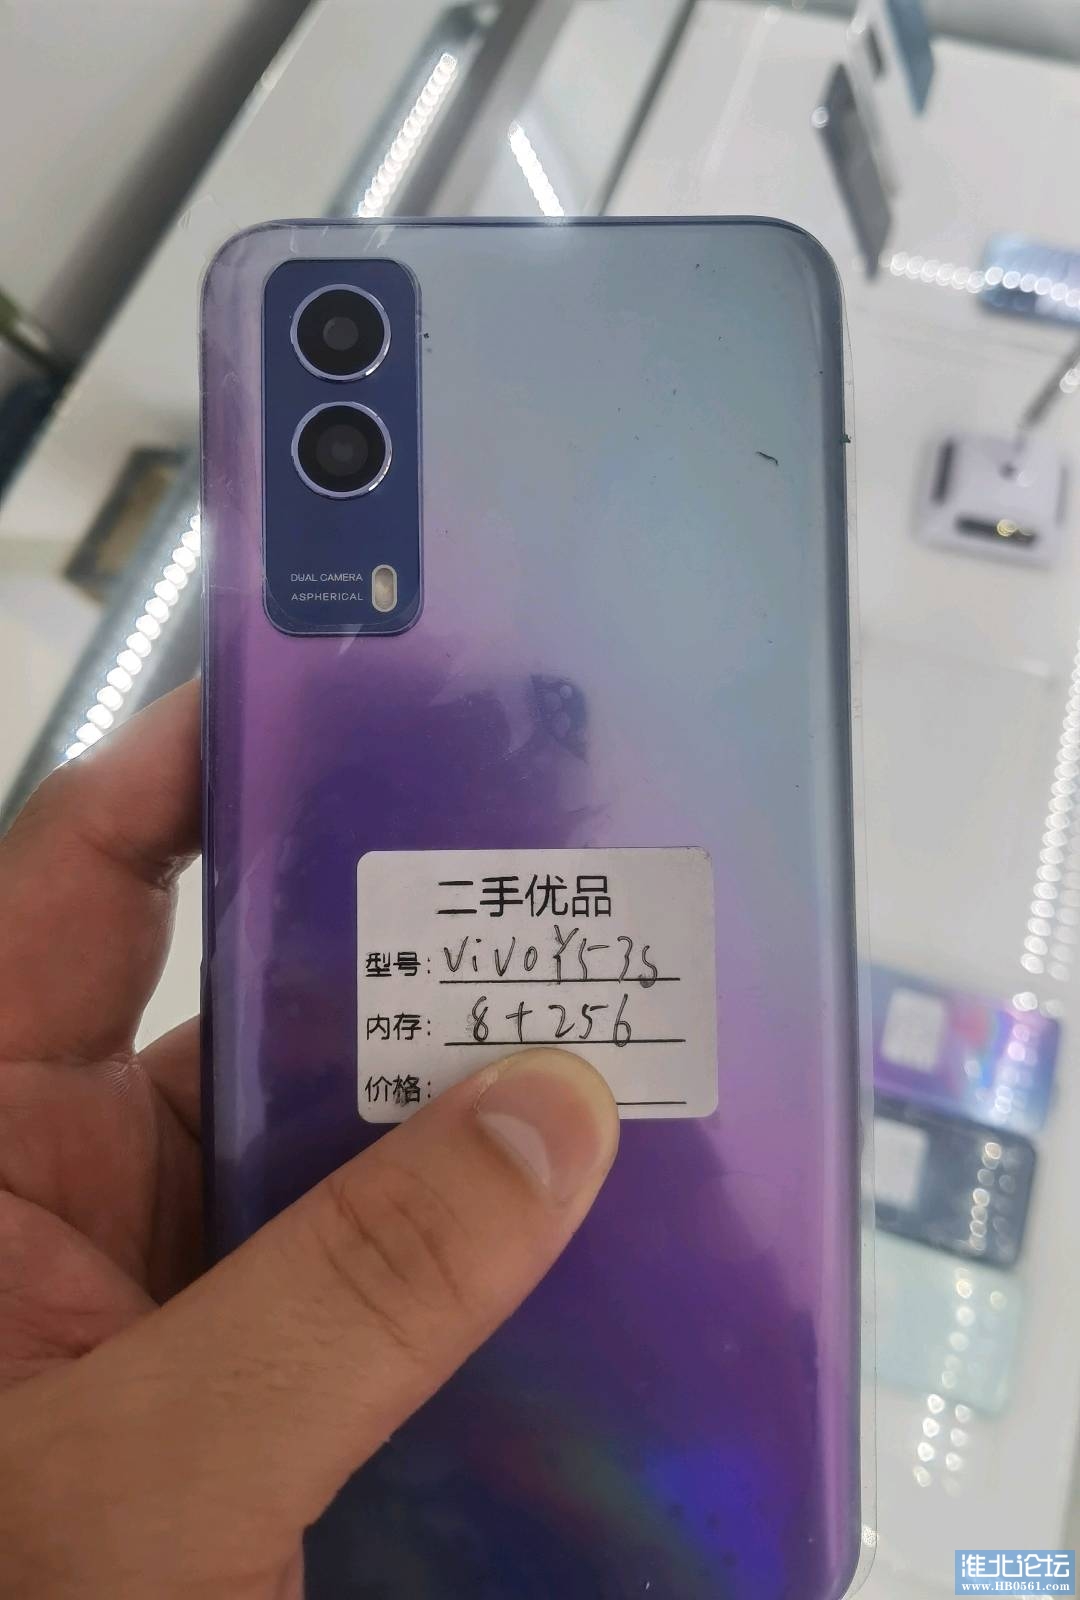 DUAL CAMERA
ASPHERICAL
二手优品
型号: vivo Y53s
内存: 8+256
价格:
淮北论坛
www.HB0561.com